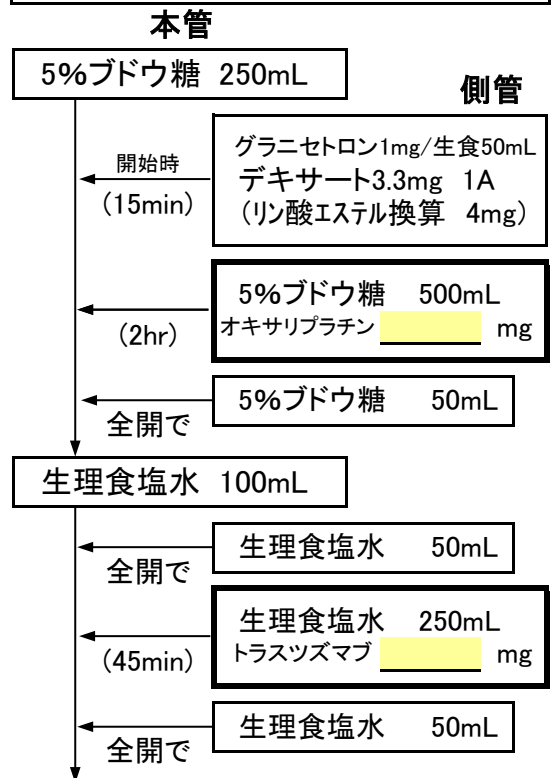 本管
5%ブドウ糖 250mL
側管
開始時
(15min)
グラニセトロン1mg/生食50mL
デキサート3.3mg 1A
(リン酸エステル換算 4mg)
(2hr)
5%ブドウ糖 500mL
オキサリプラチン mg
全開で
5%ブドウ糖 50mL
生理食塩水 100mL
全開で
生理食塩水 50mL
(45min)
生理食塩水 250mL
トラスツズマブ mg
全開で
生理食塩水 50mL